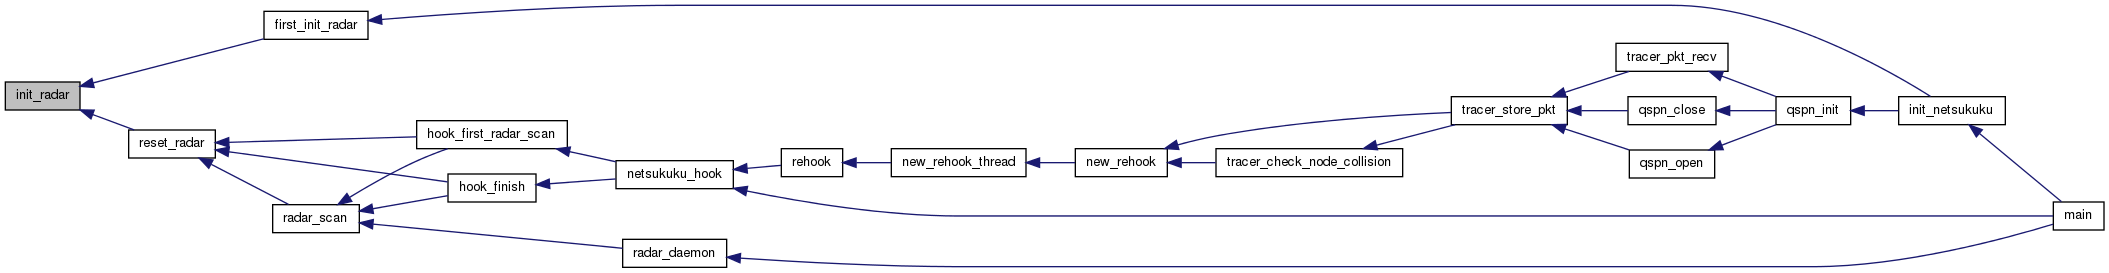 init_radar
first_init_radar
reset_radar
hook_first_radar_scan
hook_finish
radar_scan
netsukuku_hook
radar_daemon
rehook
new_rehook_thread
new_rehook
tracer_check_node_collision
tracer_store_pkt
tracer_pkt_recv
qspn_close
qspn_open
qspn_init
init_netsukuku
main